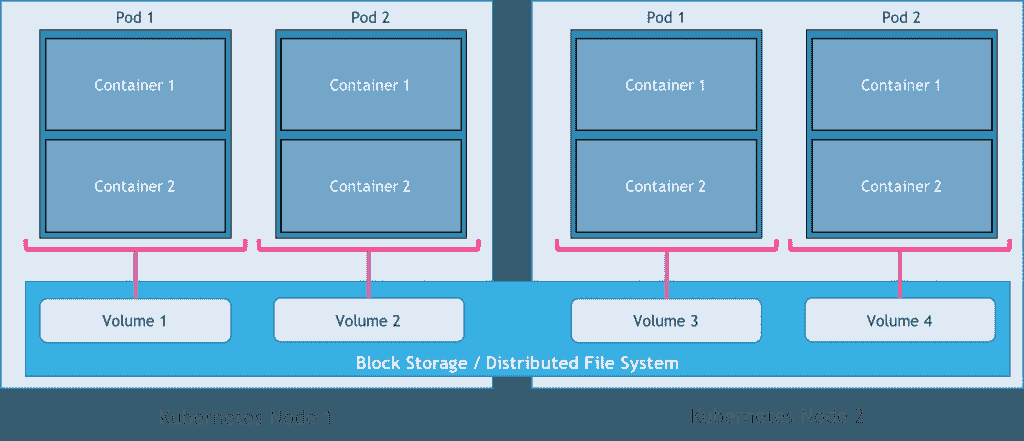 Pod 1
Pod 2
Pod 1
Pod 2
Container 1
Container 1
Container 1
Container 1
Container 2
Container 2
Container 2
Container 2
Volume 1
Volume 2
Volume 3
Volume 4
Block Storage / Distributed File System
Kubernetes Node 1
Kubernetes Node 2